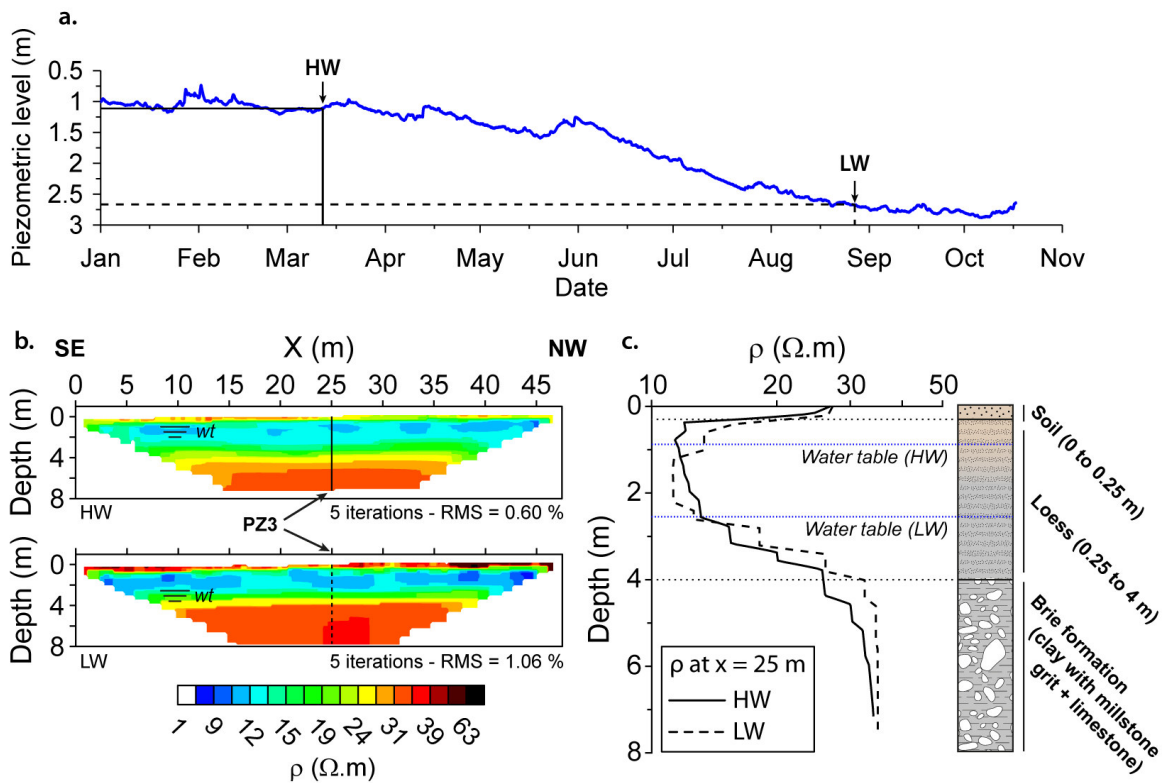 a.
Piezometric level (m)
0.5
1
1.5
2
2.5
3
HW
LW
Jan Feb Mar Apr May Jun Jul Aug Sep Oct Nov
Date
b.
SE X (m) NW
0 5 10 15 20 25 30 35 40 45
Depth (m)
0
2
4
6
8
wt
HW
5 iterations - RMS = 0.60 %
PZ3
Depth (m)
0
2
4
6
8
wt
LW
5 iterations - RMS = 1.06 %
1 9 12 15 19 24 31 39 63
ρ (Ω.m)
c.
ρ (Ω.m)
10 20 30 50
Depth (m)
0
2
4
6
8
Water table (HW)
Water table (LW)
ρ at x = 25 m
HW
LW
Soil (0 to 0.25 m)
Loess (0.25 to 4 m)
Brie formation
(clay with millstone
grit + limestone)